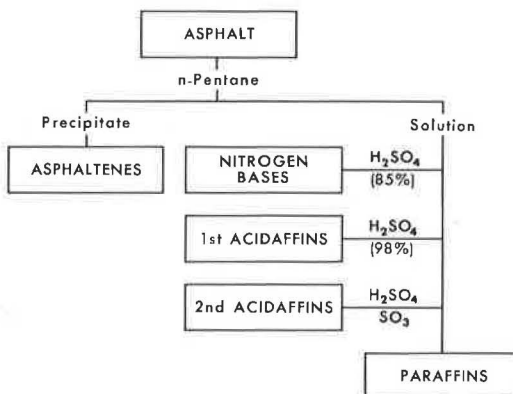 ASPHALT
n-Pentane
Precipitate
Solution
ASPHALTENES
NITROGEN
BASES
H₂SO₄
(85%)
1st ACIDAFFINS
H₂SO₄
(98%)
2nd ACIDAFFINS
H₂SO₄
SO₃
PARAFFINS